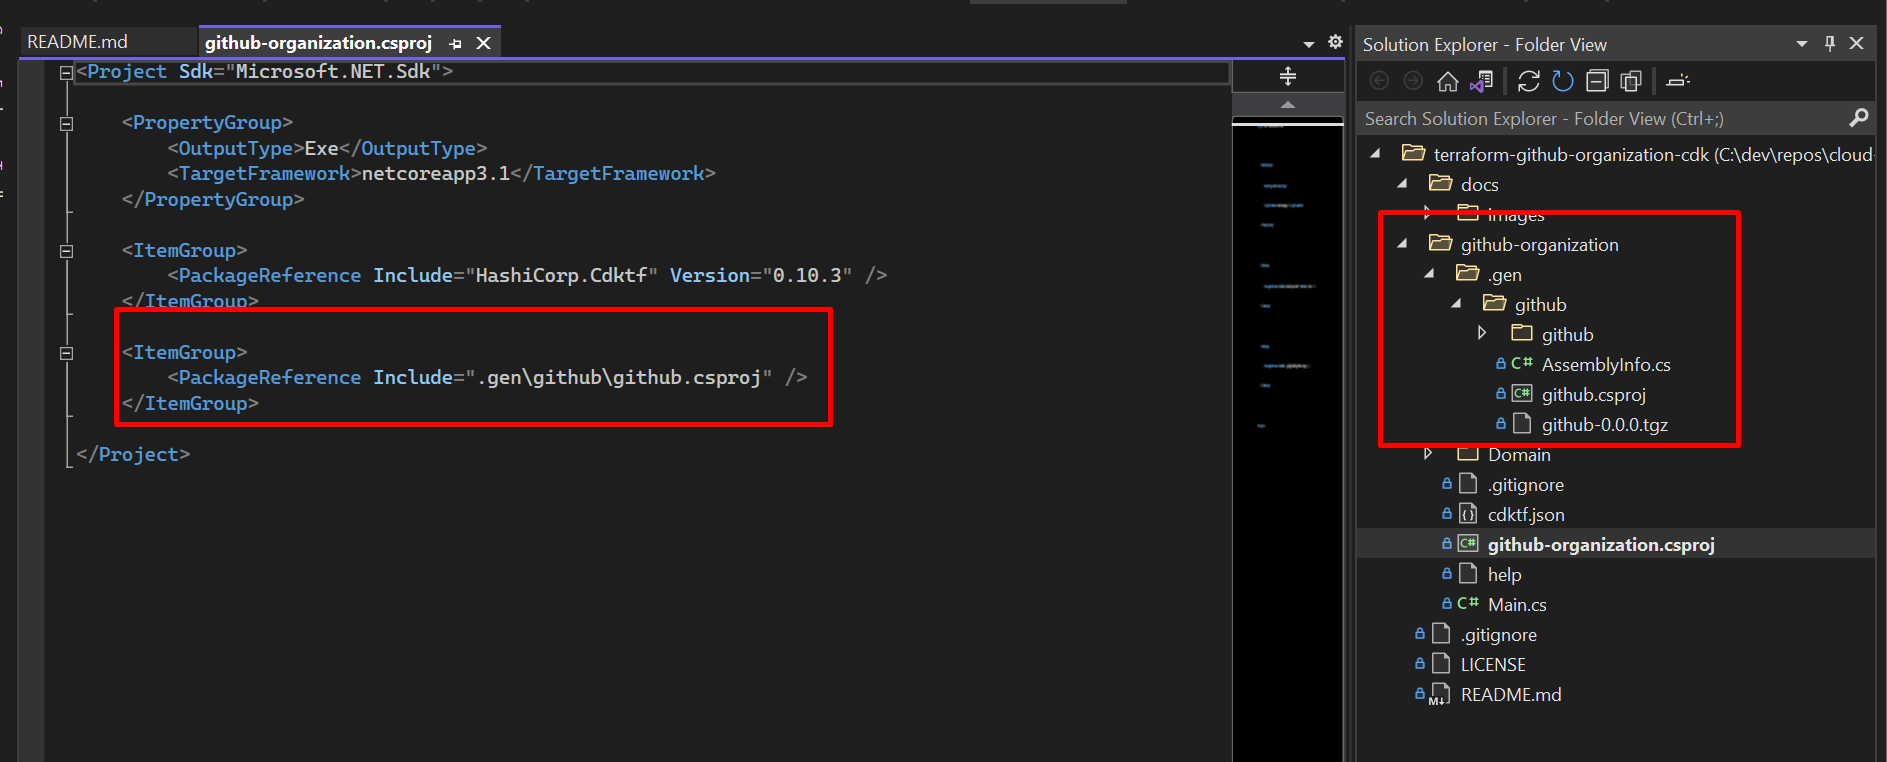 README.md
github-organization.csproj
<Project Sdk="Microsoft.NET.Sdk">
<PropertyGroup>
<OutputType>Exe</OutputType>
<TargetFramework>netcoreapp3.1</TargetFramework>
</PropertyGroup>
<ItemGroup>
<PackageReference Include="HashiCorp.Cdktf" Version="0.10.3" />
</ItemGroup>
<ItemGroup>
<PackageReference Include=".gen\github\github.csproj" />
</ItemGroup>
</Project>
Solution Explorer - Folder View
Search Solution Explorer - Folder View (Ctrl+;)
terraform-github-organization-cdk (C:\dev\repos\cloud-
docs
images
github-organization
.gen
github
github
C# AssemblyInfo.cs
C# github.csproj
github-0.0.0.tgz
Domain
.gitignore
cdktf.json
C# github-organization.csproj
help
C# Main.cs
.gitignore
LICENSE
M↓ README.md